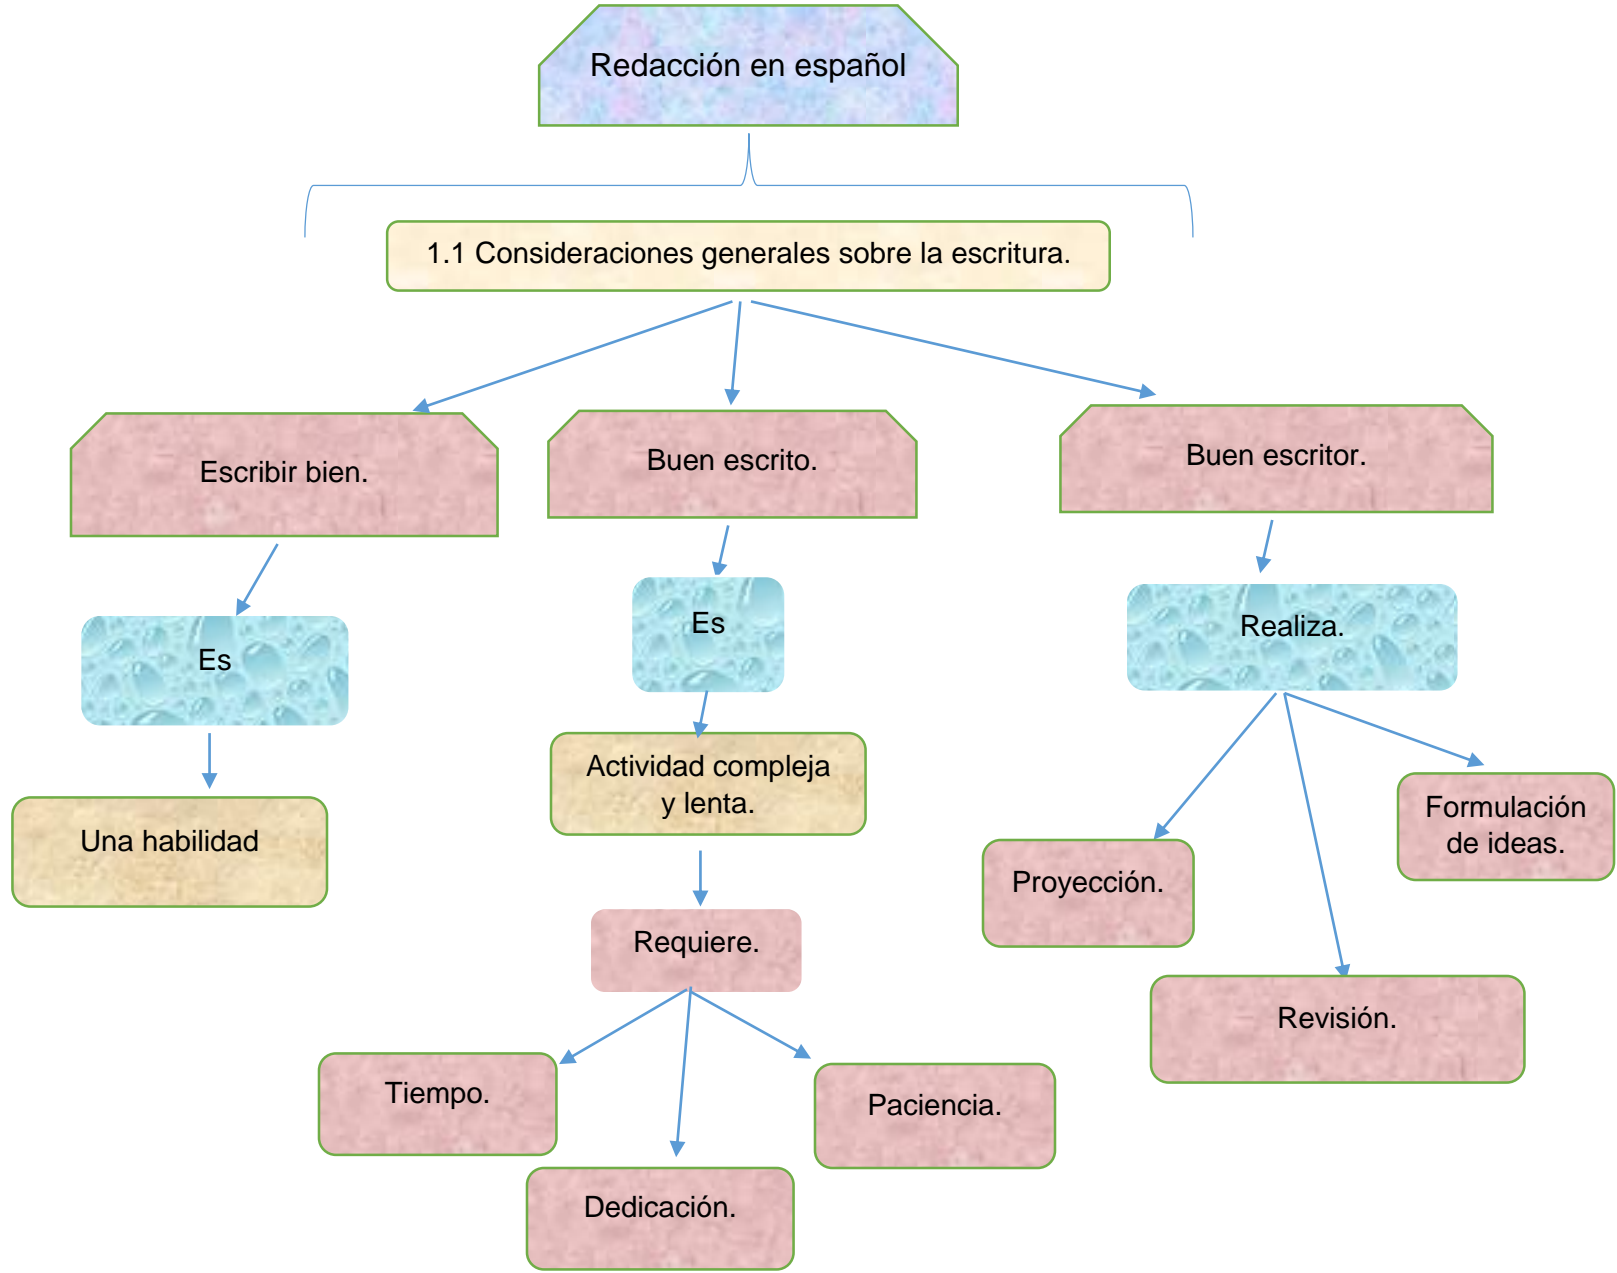 Redacción en español
1.1 Consideraciones generales sobre la escritura.
Escribir bien.
Buen escrito.
Buen escritor.
Es
Es
Realiza.
Una habilidad
Actividad compleja
y lenta.
Requiere.
Tiempo.
Dedicación.
Paciencia.
Proyección.
Revisión.
Formulación
de ideas.